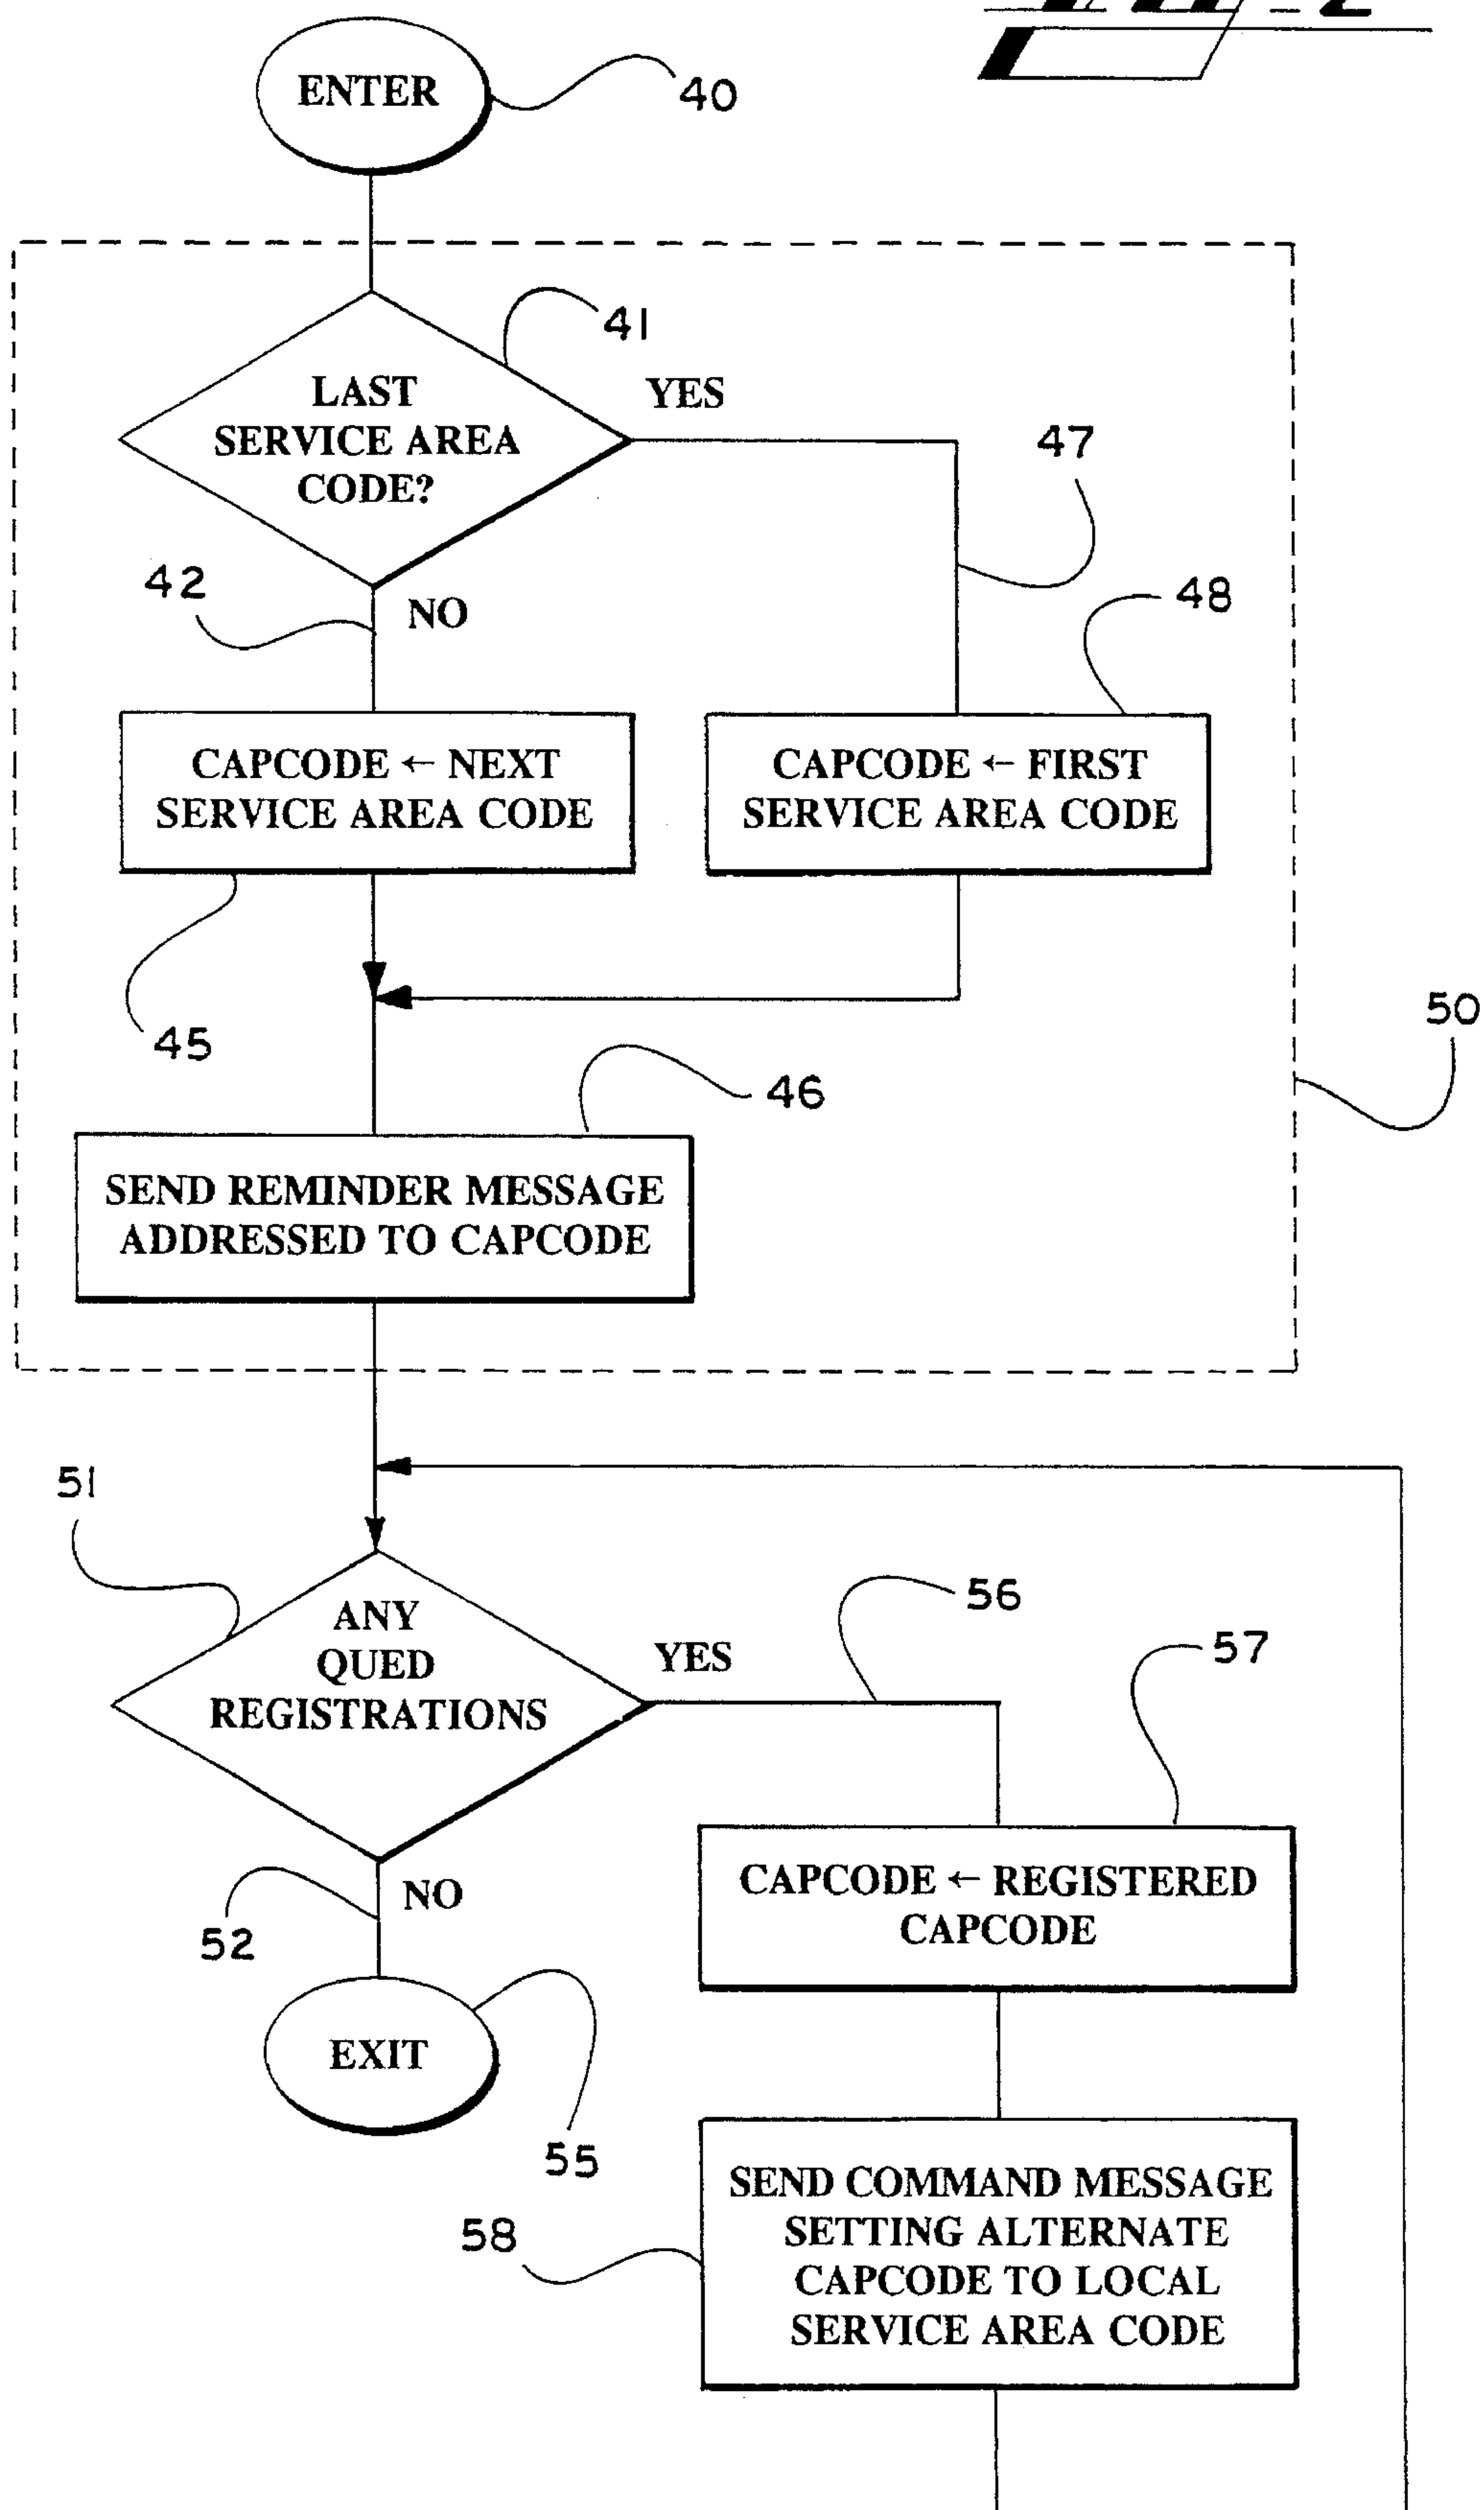 ENTER
40
41
LAST
SERVICE AREA
CODE?
YES
47
42
NO
48
CAPCODE ← NEXT
SERVICE AREA CODE
CAPCODE ← FIRST
SERVICE AREA CODE
45
50
46
SEND REMINDER MESSAGE
ADDRESSED TO CAPCODE
51
ANY
QUED
REGISTRATIONS
YES
56
57
CAPCODE ← REGISTERED
CAPCODE
NO
52
EXIT
55
SEND COMMAND MESSAGE
SETTING ALTERNATE
CAPCODE TO LOCAL
SERVICE AREA CODE
58